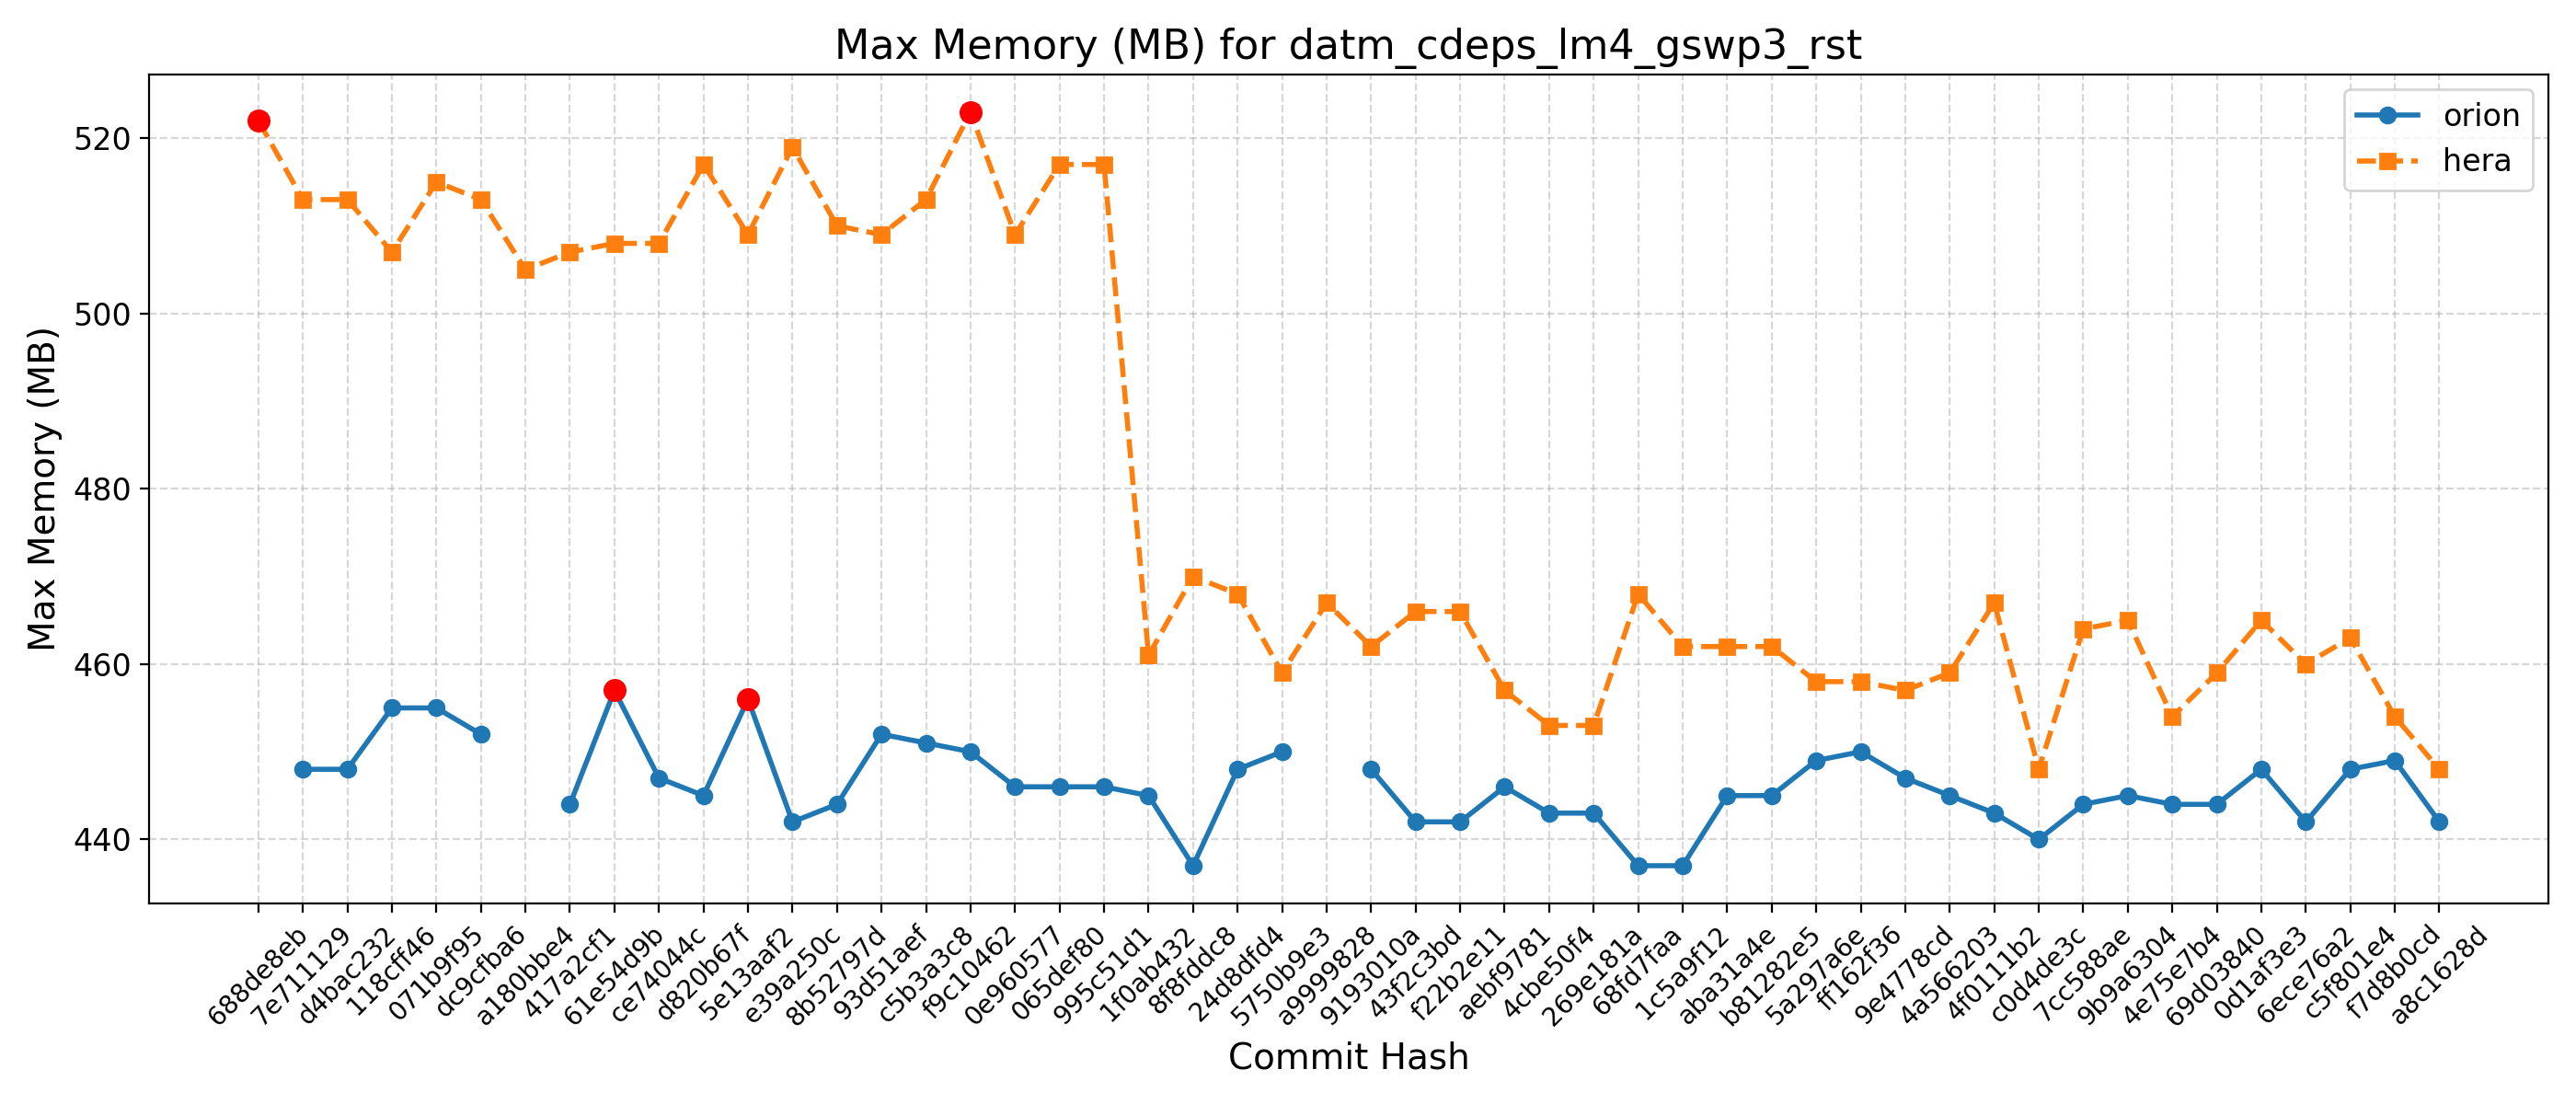 Max Memory (MB) for datm_cdeps_lm4_gswp3_rst
orion
hera
Max Memory (MB)
520
500
480
460
440
688de8eb
7e711129
d4bac232
118cff46
071b9f95
dc9cfba6
a180bbe4
417a2cf1
61e54d9b
ce74044c
d820b67f
5e13aaf2
e39a250c
8b52797d
93d51aef
c5b3a3c8
f9c10462
0e960577
065def80
995c51d1
1f0ab432
8f8fddc8
24d8dfd4
5750b9e3
a9999828
9193010a
43f2c3bd
f22b2e11
aebf9781
4cbe50f4
269e181a
68fd7faa
1c5a9f12
aba31a4e
b81282e5
5a297a6e
ff162f36
9e4778cd
4a566203
4f0111b2
c0d4de3c
7cc588ae
9b9a6304
4e75e7b4
69d03840
0d1af3e3
6ece76a2
c5f801e4
f7d8b0cd
a8c1628d
Commit Hash